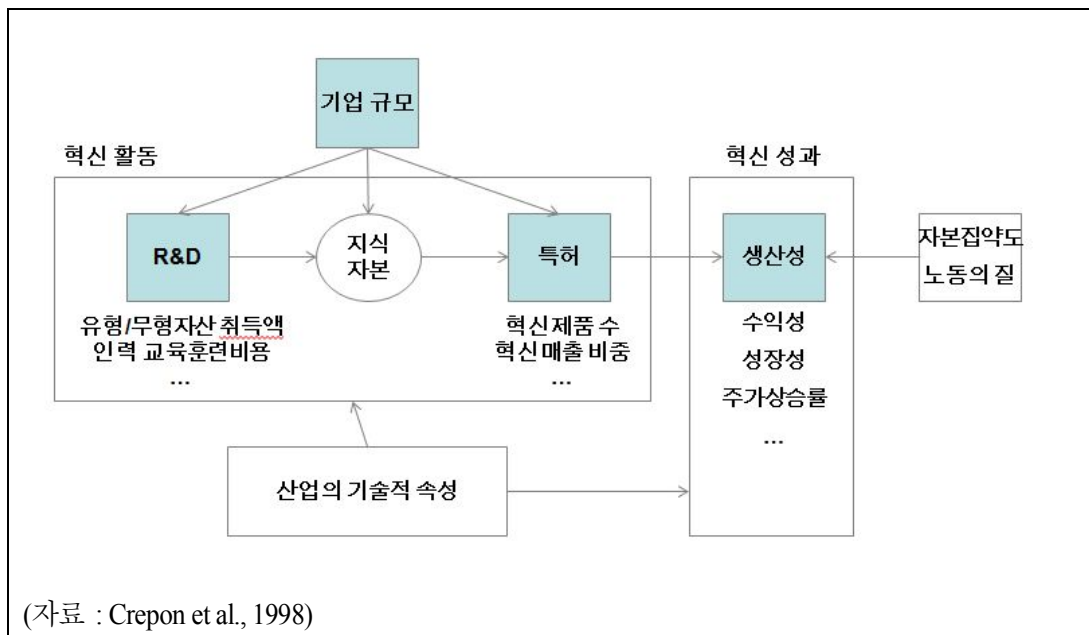 기업 규모
혁신 활동
혁신 성과
R&D
지식
자본
특허
생산성
자본집약도
노동의 질
유형/무형자산 취득액
인력 교육훈련비용
...
혁신 제품 수
혁신 매출 비중
...
수익성
성장성
주가상승률
...
산업의 기술적 속성
(자료 : Crepon et al., 1998)